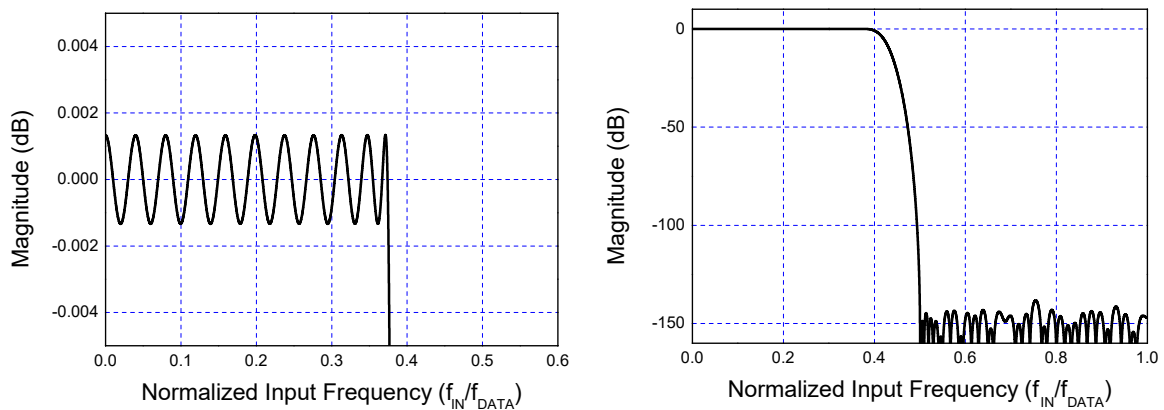 0.004
0.002
0.000
-0.002
-0.004
Magnitude (dB)
0.0 0.1 0.2 0.3 0.4 0.5 0.6
Normalized Input Frequency (fIN/fDATA)
0
-50
-100
-150
Magnitude (dB)
0.0 0.2 0.4 0.6 0.8 1.0
Normalized Input Frequency (fIN/fDATA)